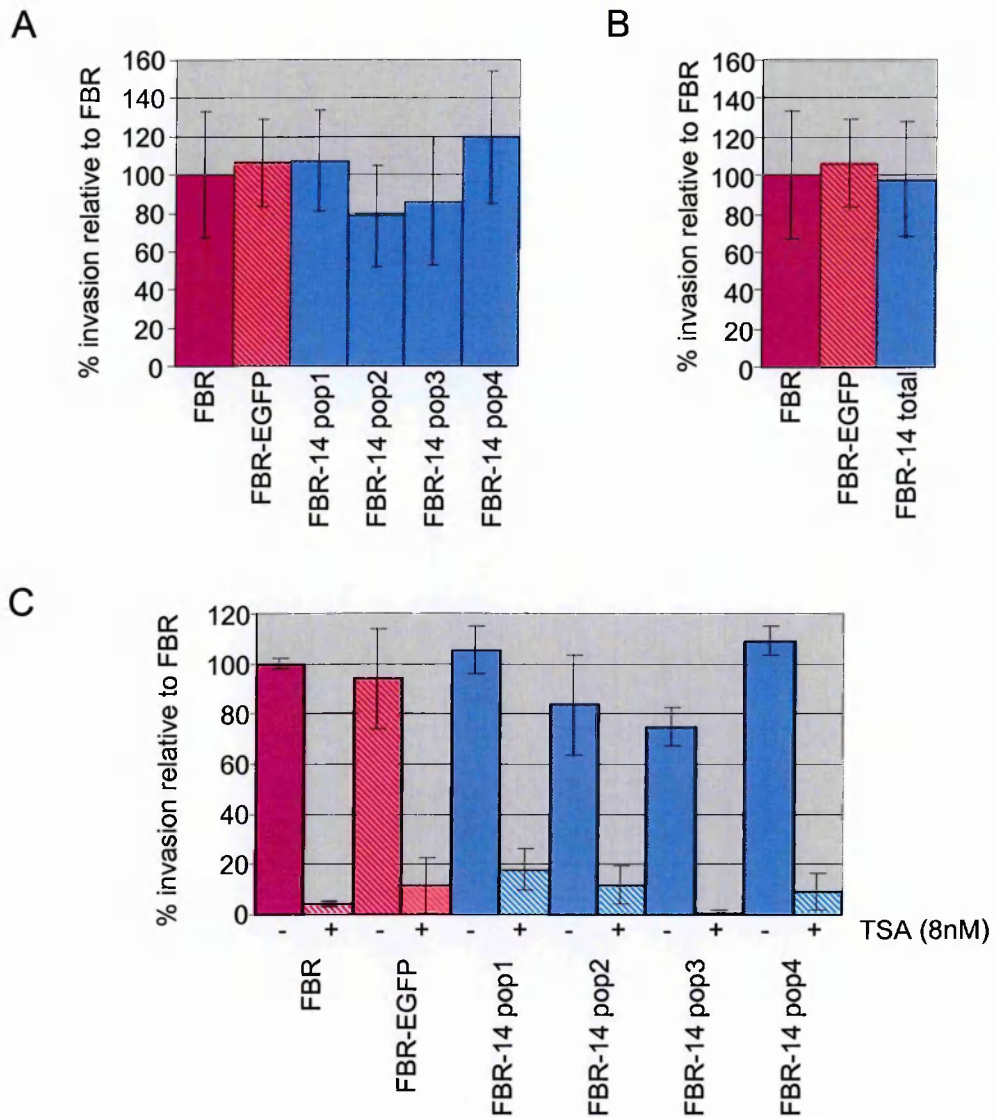 A
% invasion relative to FBR
160
140
120
100
80
60
40
20
0
FBR
FBR-EGFP
FBR-14 pop1
FBR-14 pop2
FBR-14 pop3
FBR-14 pop4
B
% invasion relative to FBR
160
140
120
100
80
60
40
20
0
FBR
FBR-EGFP
FBR-14 total
C
% invasion relative to FBR
120
100
80
60
40
20
0
- + - + - + - + - + - + TSA (8nM)
FBR
FBR-EGFP
FBR-14 pop1
FBR-14 pop2
FBR-14 pop3
FBR-14 pop4